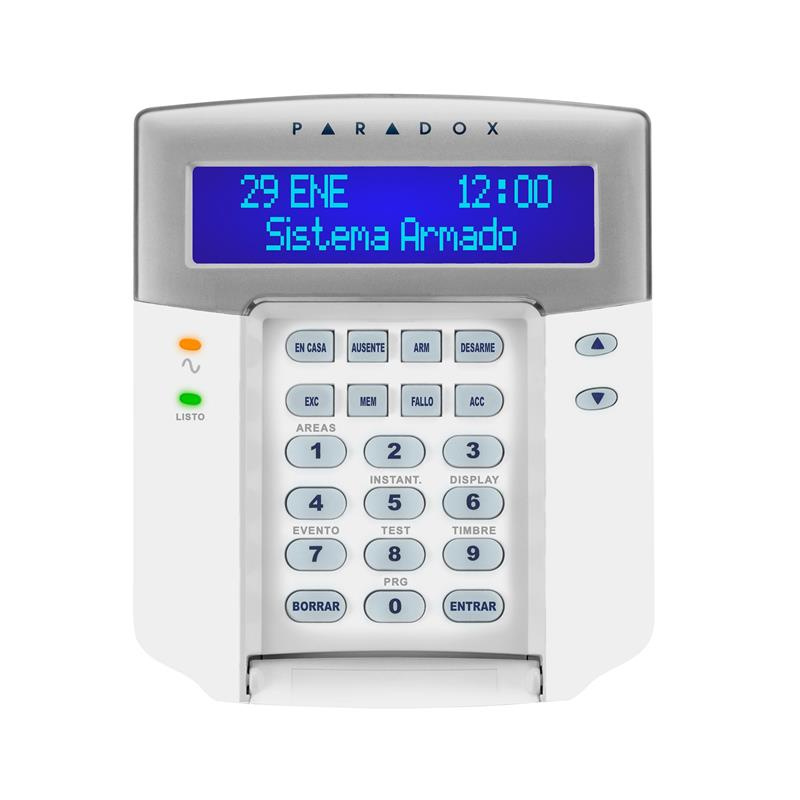 PARADOX
29 ENE 12:00
Sistema Armado
EN CASA AUSENTE ARM DESARME
EXC MEM FALLO ACC
LISTO
AREAS
1 2 3
INSTANT. DISPLAY
4 5 6
EVENTO TEST TIMBRE
7 8 9
PRG
BORRAR 0 ENTRAR